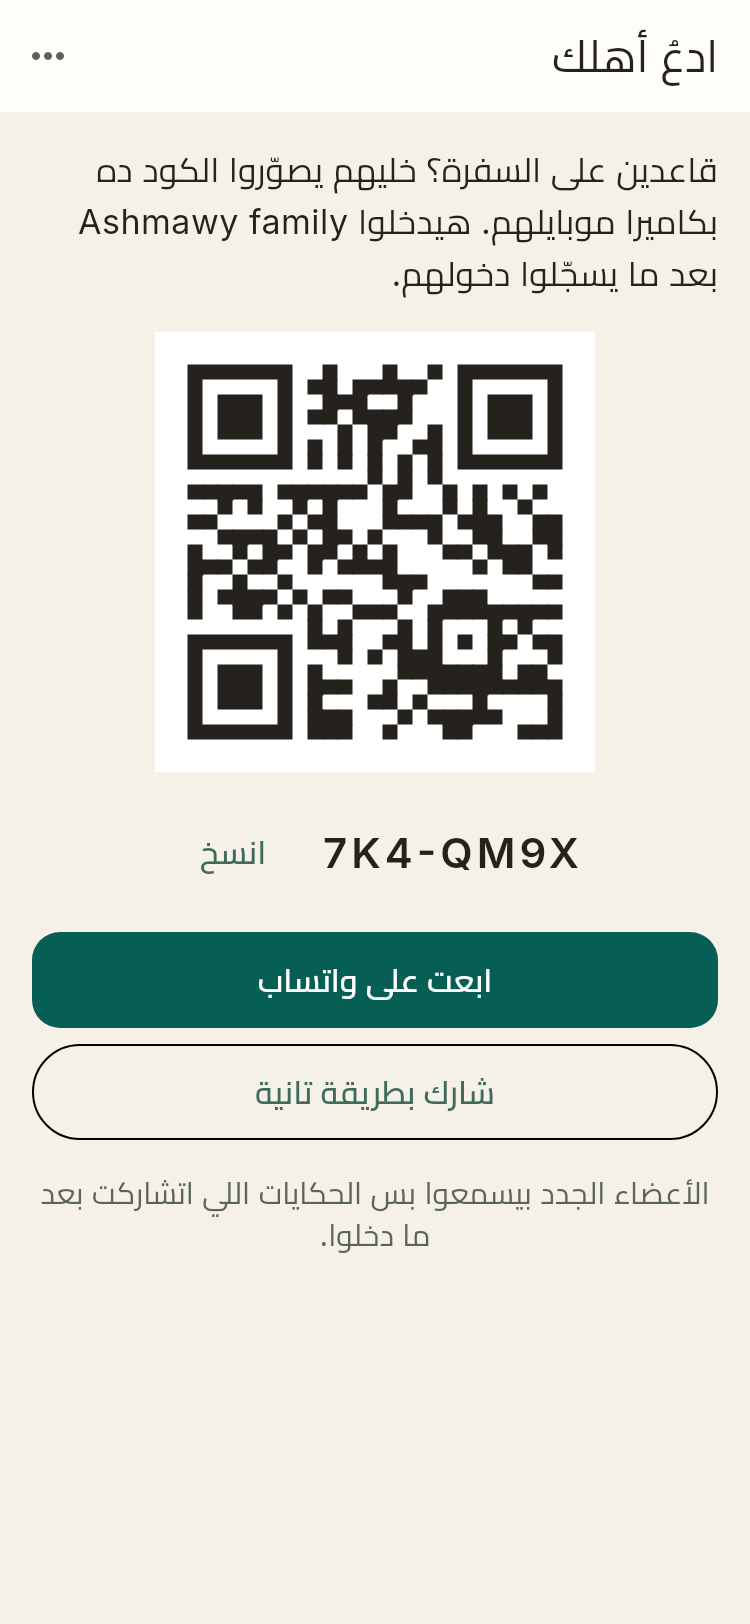 ادعُ أهلك
قاعدين على السفرة؟ خليهم يصوّروا الكود ده
بكاميرا موبايلهم. هيدخلوا Ashmawy family
بعد ما يسجّلوا دخولهم.
7K4-QM9X
انسخ
ابعت على واتساب
شارك بطريقة تانية
الأعضاء الجدد بيسمعوا بس الحكايات اللي اتشاركت بعد
ما دخلوا.